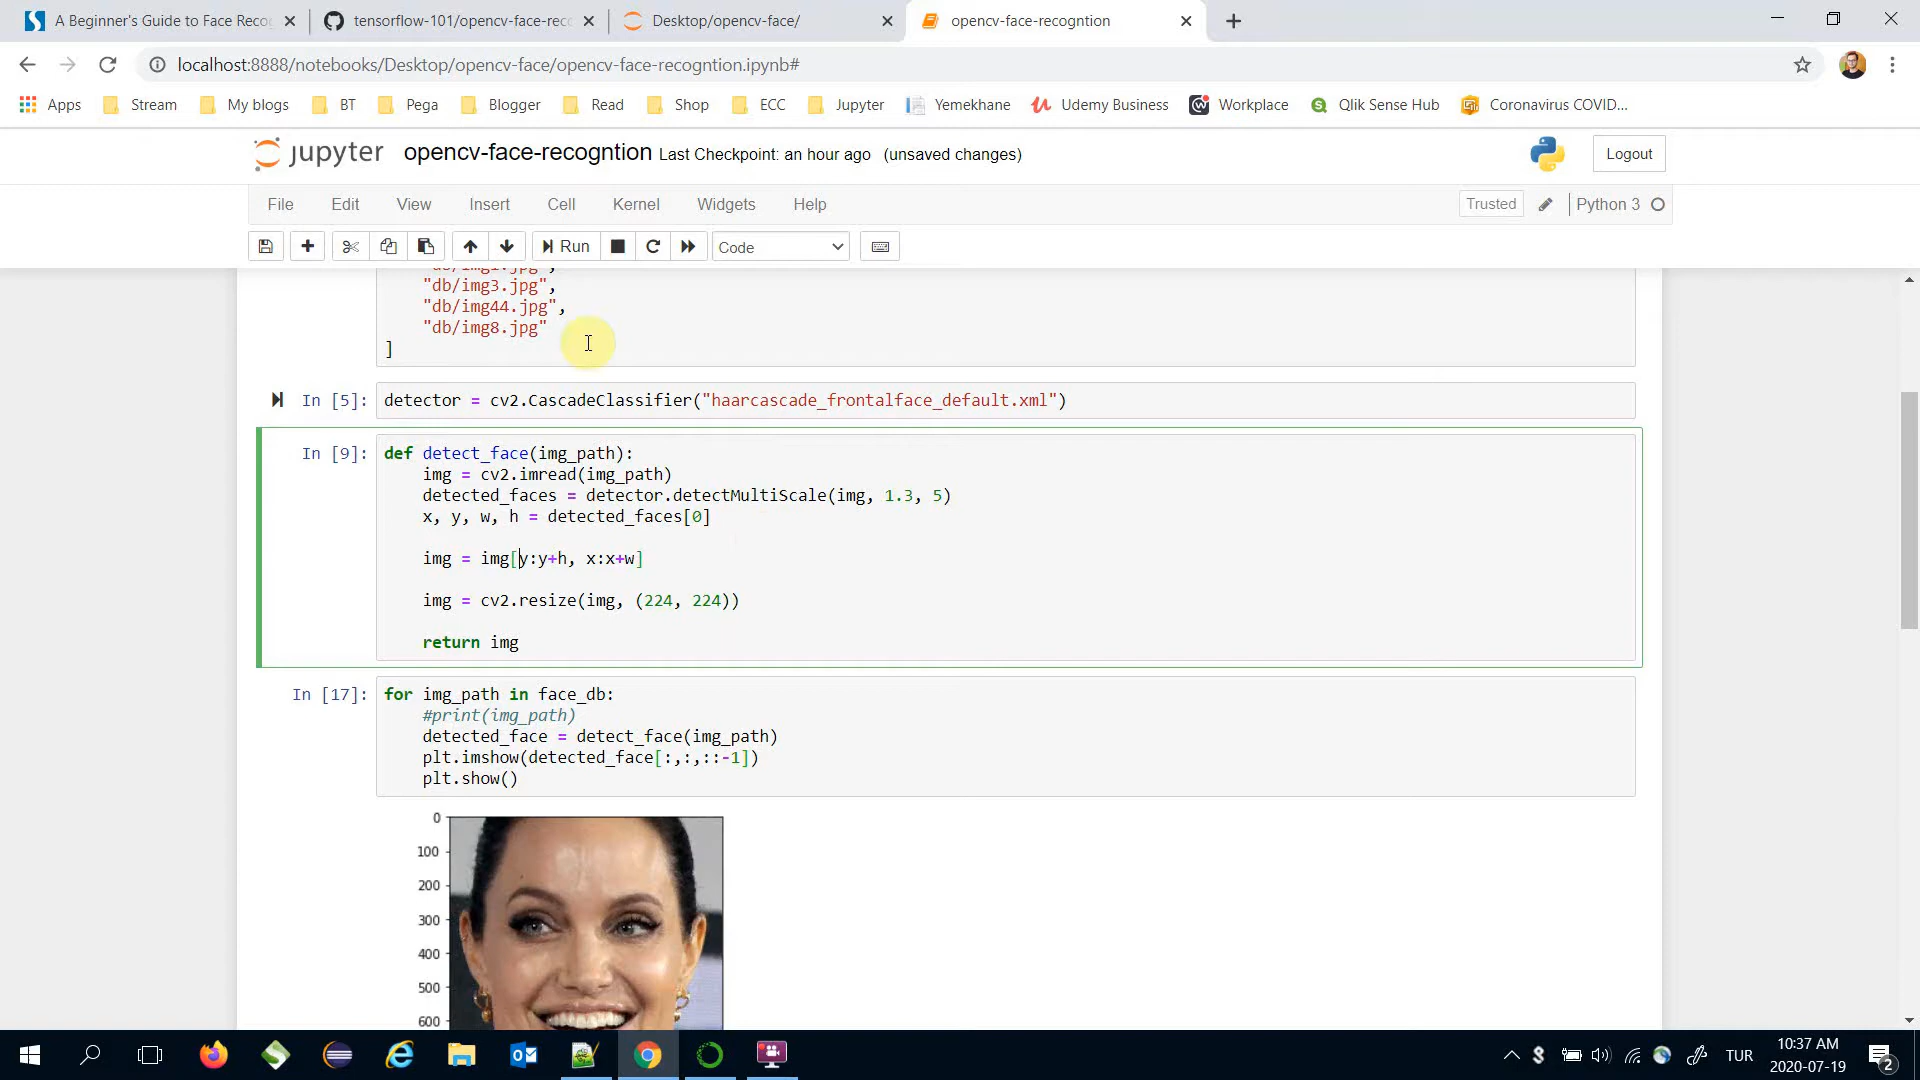 A Beginner's Guide to Face Reco
tensorflow-101/opencv-face-rec
Desktop/opencv-face/
opencv-face-recogntion
localhost:8888/notebooks/Desktop/opencv-face/opencv-face-recogntion.ipynb#
Apps Stream My blogs BT Pega Blogger Read Shop ECC Jupyter Yemekhane Udemy Business Workplace Qlik Sense Hub Coronavirus COVID...
jupyter opencv-face-recogntion Last Checkpoint: an hour ago (unsaved changes) Logout
File Edit View Insert Cell Kernel Widgets Help Trusted Python 3
Run Code
"db/img1.jpg",
"db/img3.jpg",
"db/img44.jpg",
"db/img8.jpg"
]
In [5]: detector = cv2.CascadeClassifier("haarcascade_frontalface_default.xml")
In [9]: def detect_face(img_path):
img = cv2.imread(img_path)
detected_faces = detector.detectMultiScale(img, 1.3, 5)
x, y, w, h = detected_faces[0]
img = img[y:y+h, x:x+w]
img = cv2.resize(img, (224, 224))
return img
In [17]: for img_path in face_db:
#print(img_path)
detected_face = detect_face(img_path)
plt.imshow(detected_face[:,:,::-1])
plt.show()
0
100
200
300
400
500
600
TUR
10:37 AM
2020-07-19
2